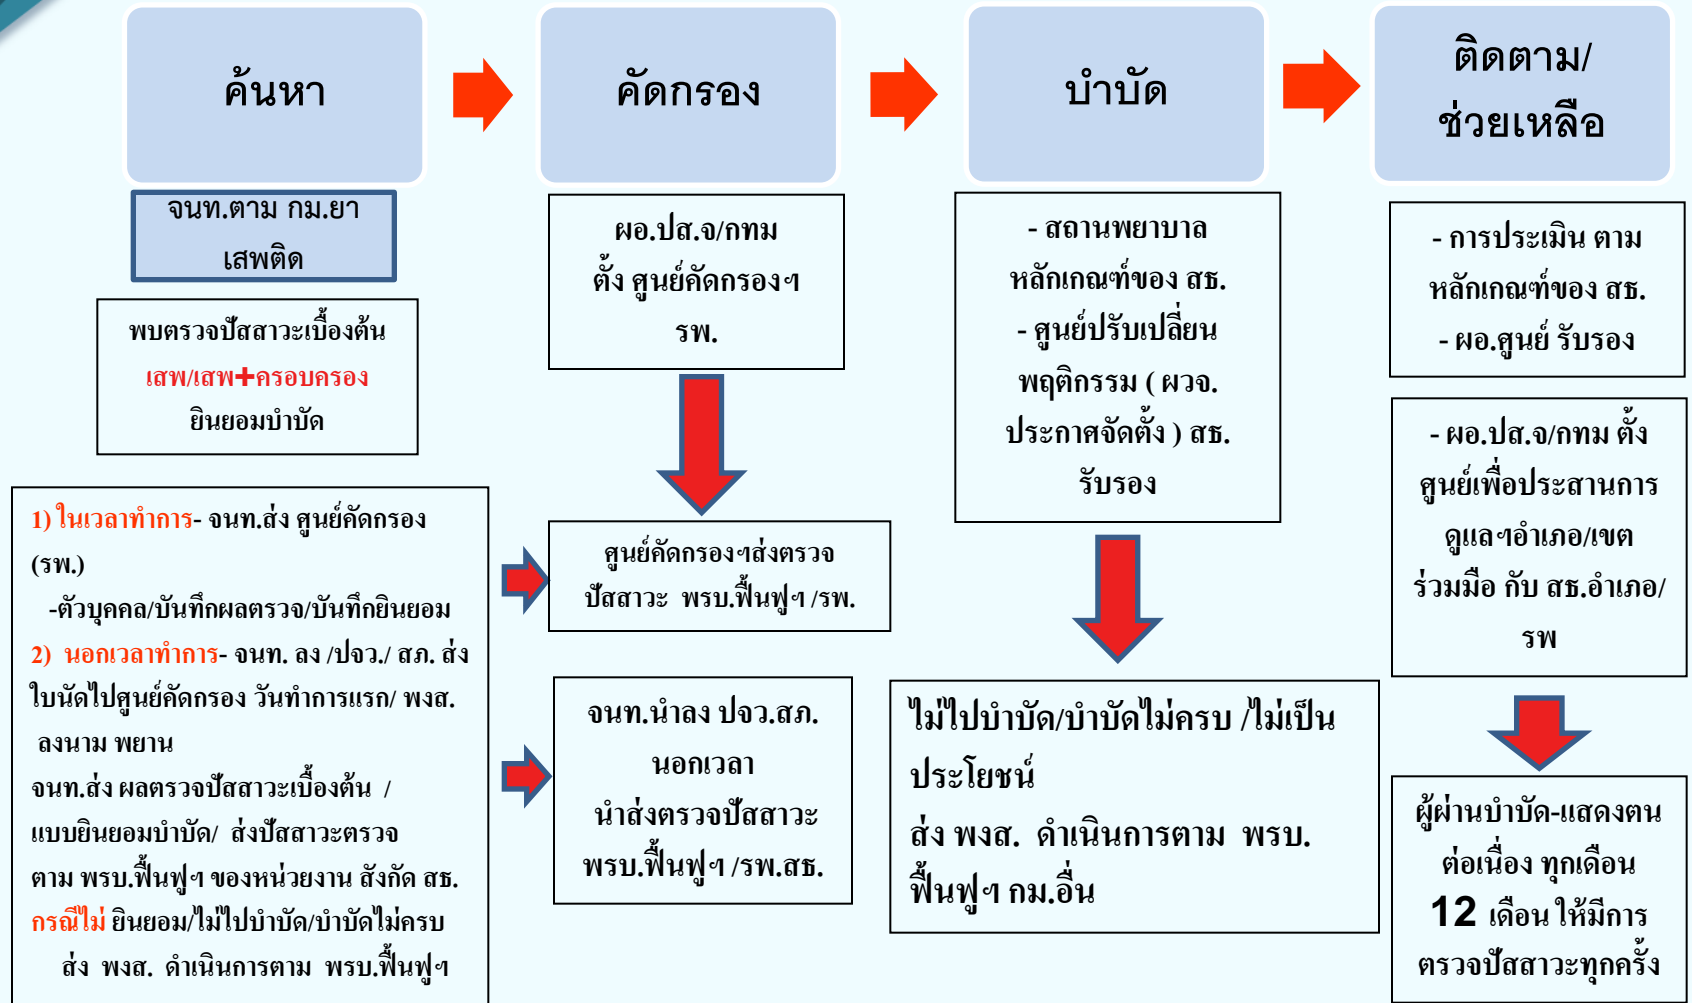 ค้นหา
คัดกรอง
บำบัด
ติดตาม/
ช่วยเหลือ
จนท.ตาม กม.ยา
เสพติด
พบตรวจปัสสาวะเบื้องต้น
เสพ/เสพ+ครอบครอง
ยินยอมบำบัด
1) ในเวลาทำการ- จนท.ส่ง ศูนย์คัดกรอง
(รพ.)
-ตัวบุคคล/บันทึกผลตรวจ/บันทึกยินยอม
2) นอกเวลาทำการ- จนท. ลง /ปจว./ สภ. ส่ง
ใบนัดไปศูนย์คัดกรอง วันทำการแรก/ พงส.
ลงนาม พยาน
จนท.ส่ง ผลตรวจปัสสาวะเบื้องต้น /
แบบยินยอมบำบัด/ ส่งปัสสาวะตรวจ
ตาม พรบ.ฟื้นฟูฯ ของหน่วยงาน สังกัด สธ.
กรณีไม่ ยินยอม/ไม่ไปบำบัด/บำบัดไม่ครบ
ส่ง พงส. ดำเนินการตาม พรบ.ฟื้นฟูฯ
ผอ.ปส.จ/กทม
ตั้ง ศูนย์คัดกรองฯ
รพ.
ศูนย์คัดกรองฯส่งตรวจ
ปัสสาวะ พรบ.ฟื้นฟูฯ /รพ.
จนท.นำลง ปจว.สภ.
นอกเวลา
นำส่งตรวจปัสสาวะ
พรบ.ฟื้นฟูฯ /รพ.สธ.
- สถานพยาบาล
หลักเกณฑ์ของ สธ.
- ศูนย์ปรับเปลี่ยน
พฤติกรรม ( ผวจ.
ประกาศจัดตั้ง ) สธ.
รับรอง
ไม่ไปบำบัด/บำบัดไม่ครบ /ไม่เป็น
ประโยชน์
ส่ง พงส. ดำเนินการตาม พรบ.
ฟื้นฟูฯ กม.อื่น
- การประเมิน ตาม
หลักเกณฑ์ของ สธ.
- ผอ.ศูนย์ รับรอง
- ผอ.ปส.จ/กทม ตั้ง
ศูนย์เพื่อประสานการ
ดูแลฯอำเภอ/เขต
ร่วมมือ กับ สธ.อำเภอ/
รพ
ผู้ผ่านบำบัด-แสดงตน
ต่อเนื่อง ทุกเดือน
12 เดือน ให้มีการ
ตรวจปัสสาวะทุกครั้ง